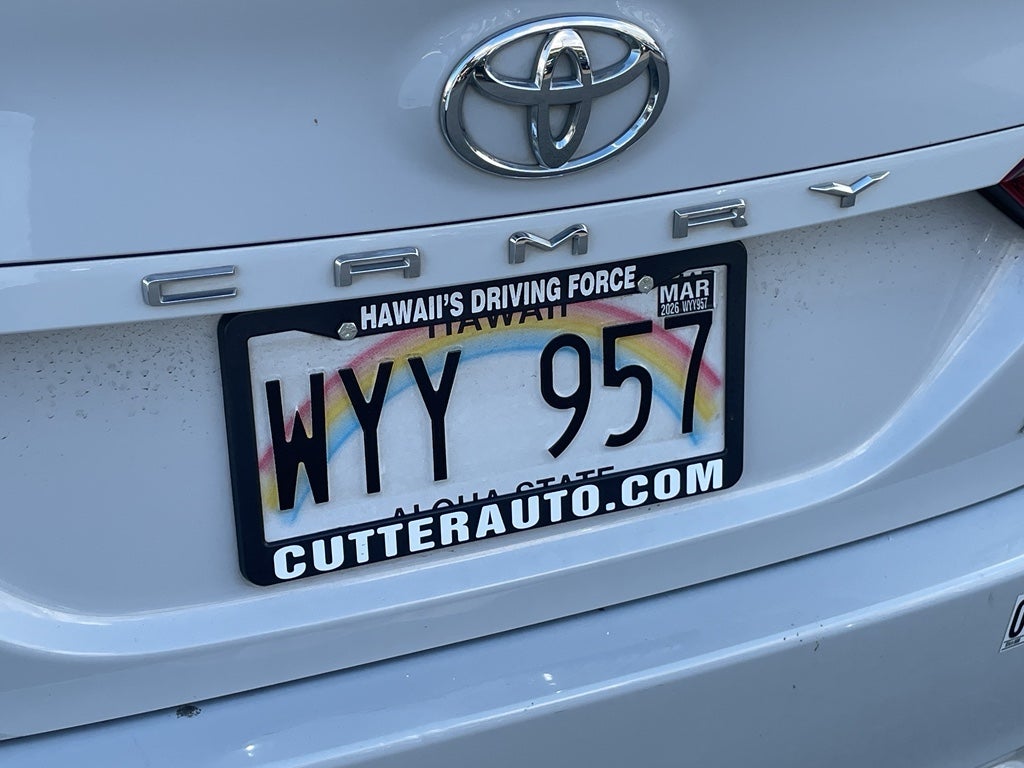 CAMRY
HAWAII'S DRIVING FORCE
HAWAII
MAR
2026 WYY957
WYY 957
ALOHA STATE
CUTTERAUTO.COM